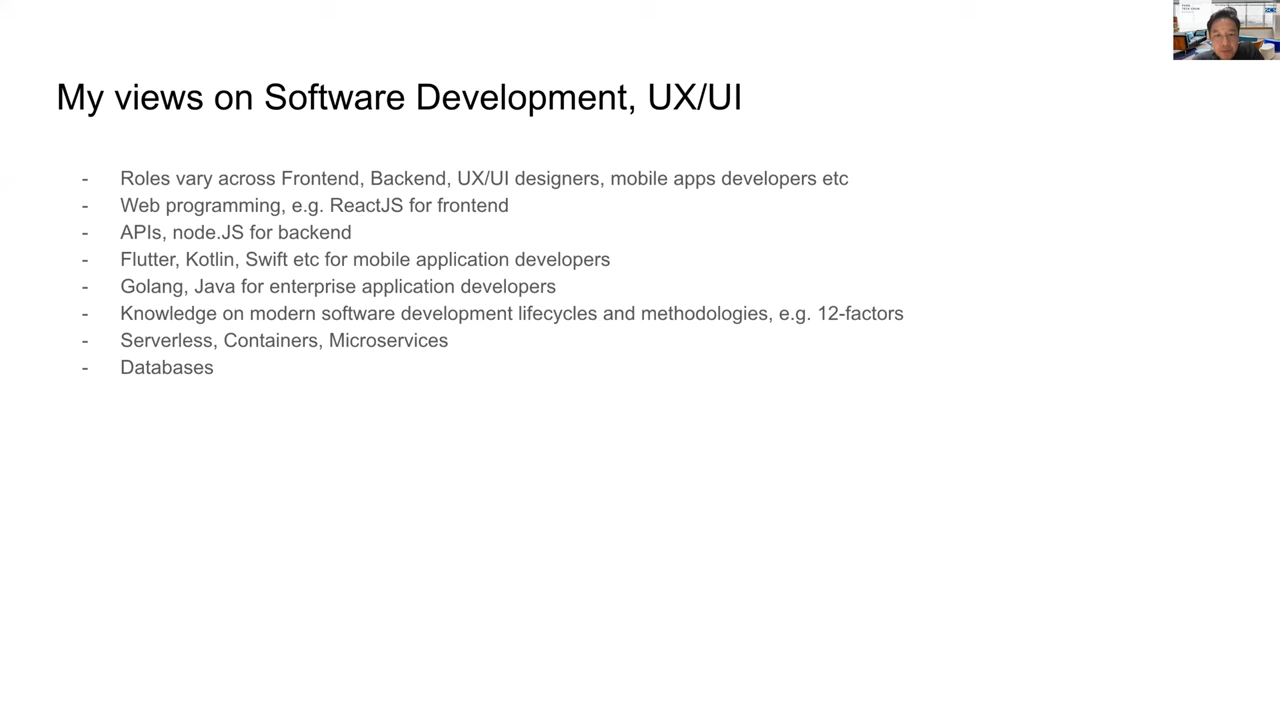 My views on Software Development, UX/UI
- Roles vary across Frontend, Backend, UX/UI designers, mobile apps developers etc
- Web programming, e.g. ReactJS for frontend
- APIs, node.JS for backend
- Flutter, Kotlin, Swift etc for mobile application developers
- Golang, Java for enterprise application developers
- Knowledge on modern software development lifecycles and methodologies, e.g. 12-factors
- Serverless, Containers, Microservices
- Databases